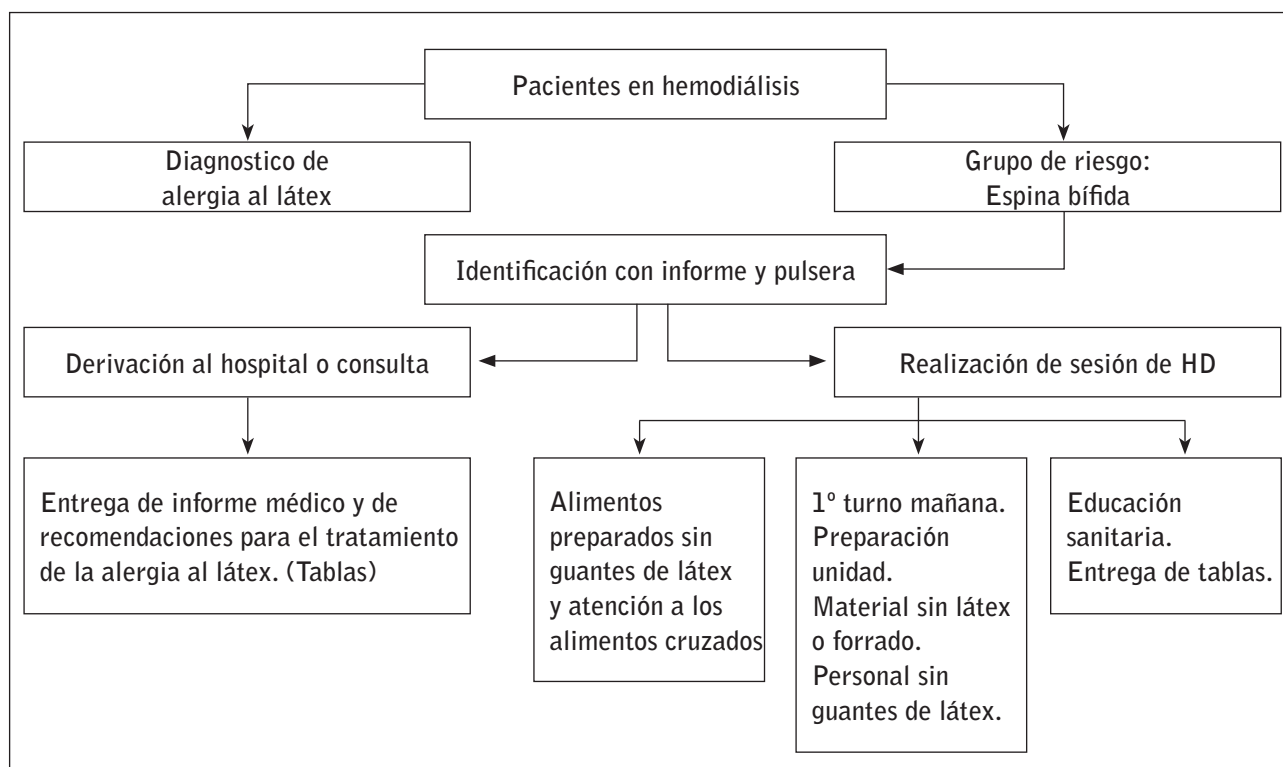 Pacientes en hemodiálisis
Diagnostico de
alergia al látex
Grupo de riesgo:
Espina bífida
Identificación con informe y pulsera
Derivación al hospital o consulta
Realización de sesión de HD
Entrega de informe médico y de
recomendaciones para el tratamiento
de la alergia al látex. (Tablas)
Alimentos
preparados sin
guantes de látex
y atención a los
alimentos cruzados
1º turno mañana.
Preparación
unidad.
Material sin látex
o forrado.
Personal sin
guantes de látex.
Educación
sanitaria.
Entrega de tablas.